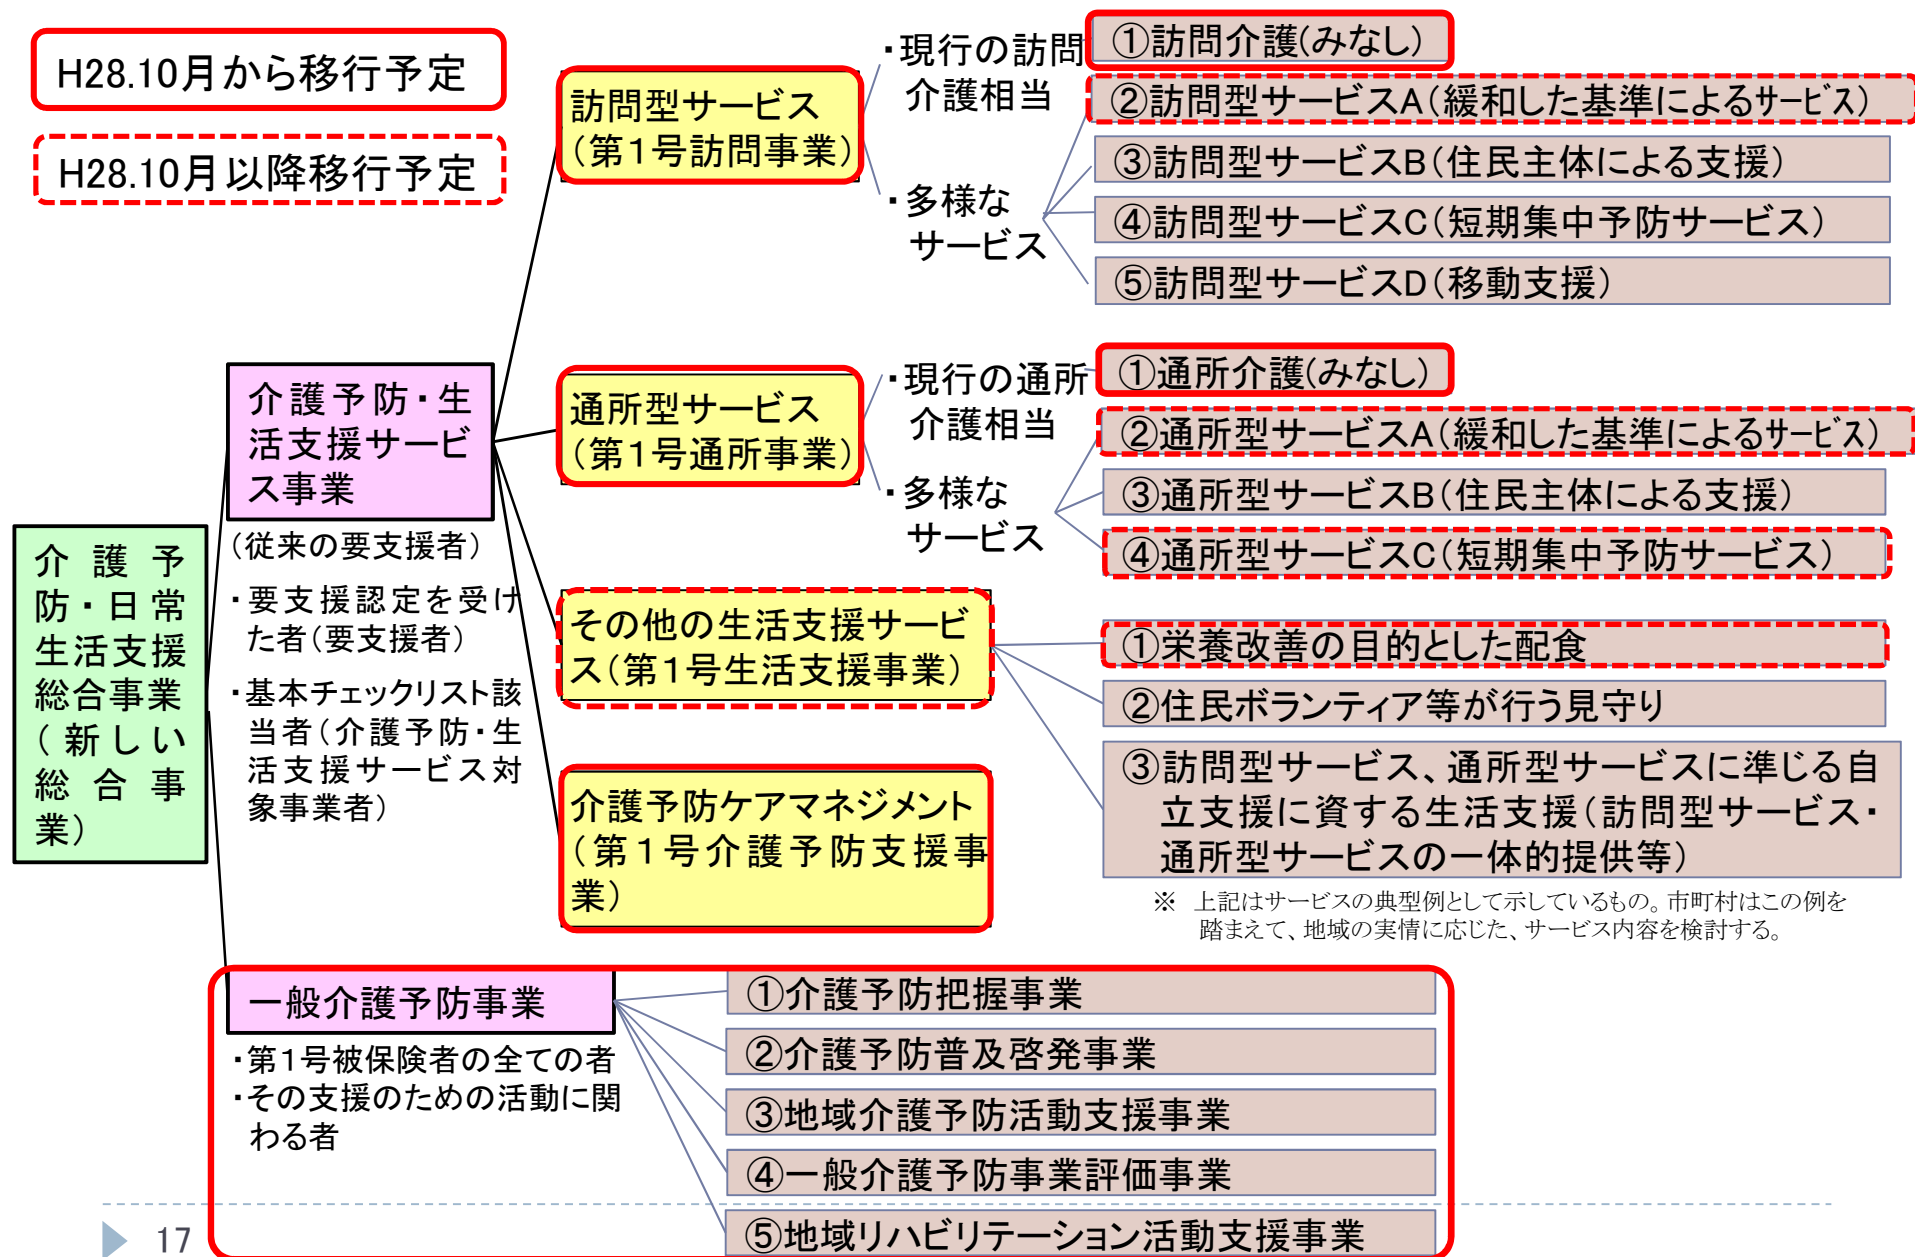 H28.10月から移行予定
H28.10月以降移行予定
介護予
防・日常
生活支援
総合事業
（新しい
総合事
業）
介護予防・生
活支援サービ
ス事業
（従来の要支援者）
・要支援認定を受け
た者（要支援者）
・基本チェックリスト該
当者（介護予防・生
活支援サービス対
象事業者）
訪問型サービス
（第1号訪問事業）
・現行の訪問
介護相当
・多様な
サービス
①訪問介護(みなし)
②訪問型サービスA（緩和した基準によるｻｰﾋﾞｽ）
③訪問型サービスB（住民主体による支援）
④訪問型サービスC（短期集中予防サービス）
⑤訪問型サービスD（移動支援）
通所型サービス
（第1号通所事業）
・現行の通所
介護相当
・多様な
サービス
①通所介護(みなし)
②通所型サービスA（緩和した基準によるｻｰﾋﾞｽ）
③通所型サービスB（住民主体による支援）
④通所型サービスC（短期集中予防サービス）
その他の生活支援サービ
ス（第1号生活支援事業）
①栄養改善の目的とした配食
②住民ボランティア等が行う見守り
③訪問型サービス、通所型サービスに準じる自
立支援に資する生活支援（訪問型サービス・
通所型サービスの一体的提供等）
介護予防ケアマネジメント
（第1号介護予防支援事
業）
※ 上記はサービスの典型例として示しているもの。市町村はこの例を
踏まえて、地域の実情に応じた、サービス内容を検討する。
一般介護予防事業
・第1号被保険者の全ての者
・その支援のための活動に関
わる者
①介護予防把握事業
②介護予防普及啓発事業
③地域介護予防活動支援事業
④一般介護予防事業評価事業
⑤地域リハビリテーション活動支援事業
17